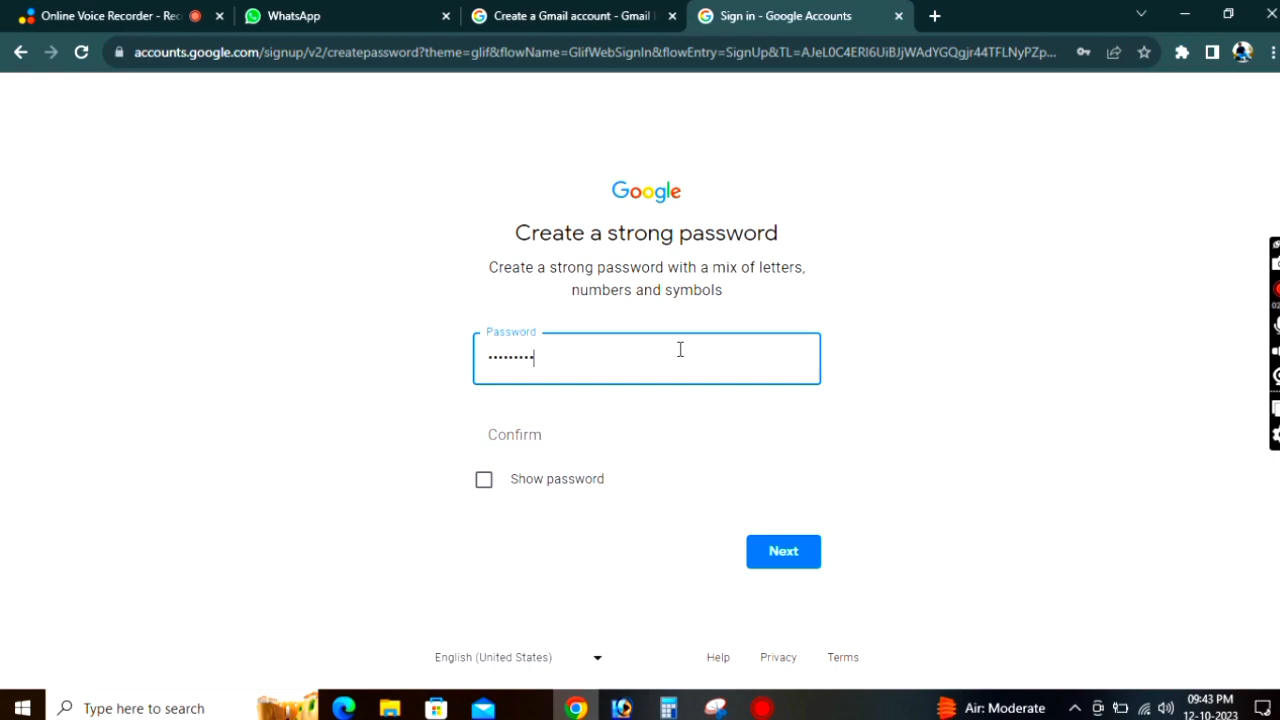 Online Voice Recorder - Rec
WhatsApp
Create a Gmail account - Gmail
Sign in - Google Accounts
accounts.google.com/signup/v2/createpassword?theme=glif&flowName=GlifWebSignIn&flowEntry=SignUp&TL=AJeL0C4ERl6UiBJjWAdYGQgjr44TFLNyPZp...
Google
Create a strong password
Create a strong password with a mix of letters,
numbers and symbols
Password
•••••••••
Confirm
Show password
Next
English (United States)
Help
Privacy
Terms
Type here to search
Air: Moderate
09:43 PM
12-10-2023